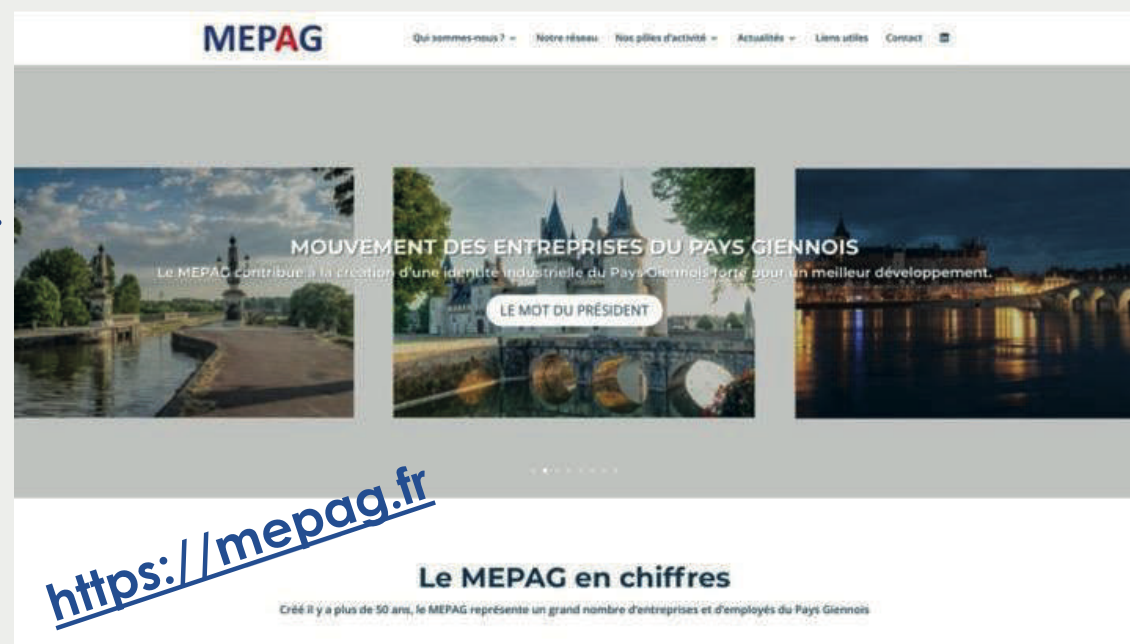 MEPAG
Qui sommes-nous ? Notre réseau Nos pôles d'activité Actualités Liens utiles Contact
MOUVEMENT DES ENTREPRISES DU PAYS GIENNOIS
Le MEPAG contribue à la création d'une identité industrielle du Pays Giennois forte pour un meilleur développement.
LE MOT DU PRÉSIDENT
https://mepag.fr
Le MEPAG en chiffres
Créé il y a plus de 50 ans, le MEPAG représente un grand nombre d'entreprises et d'employés du Pays Giennois